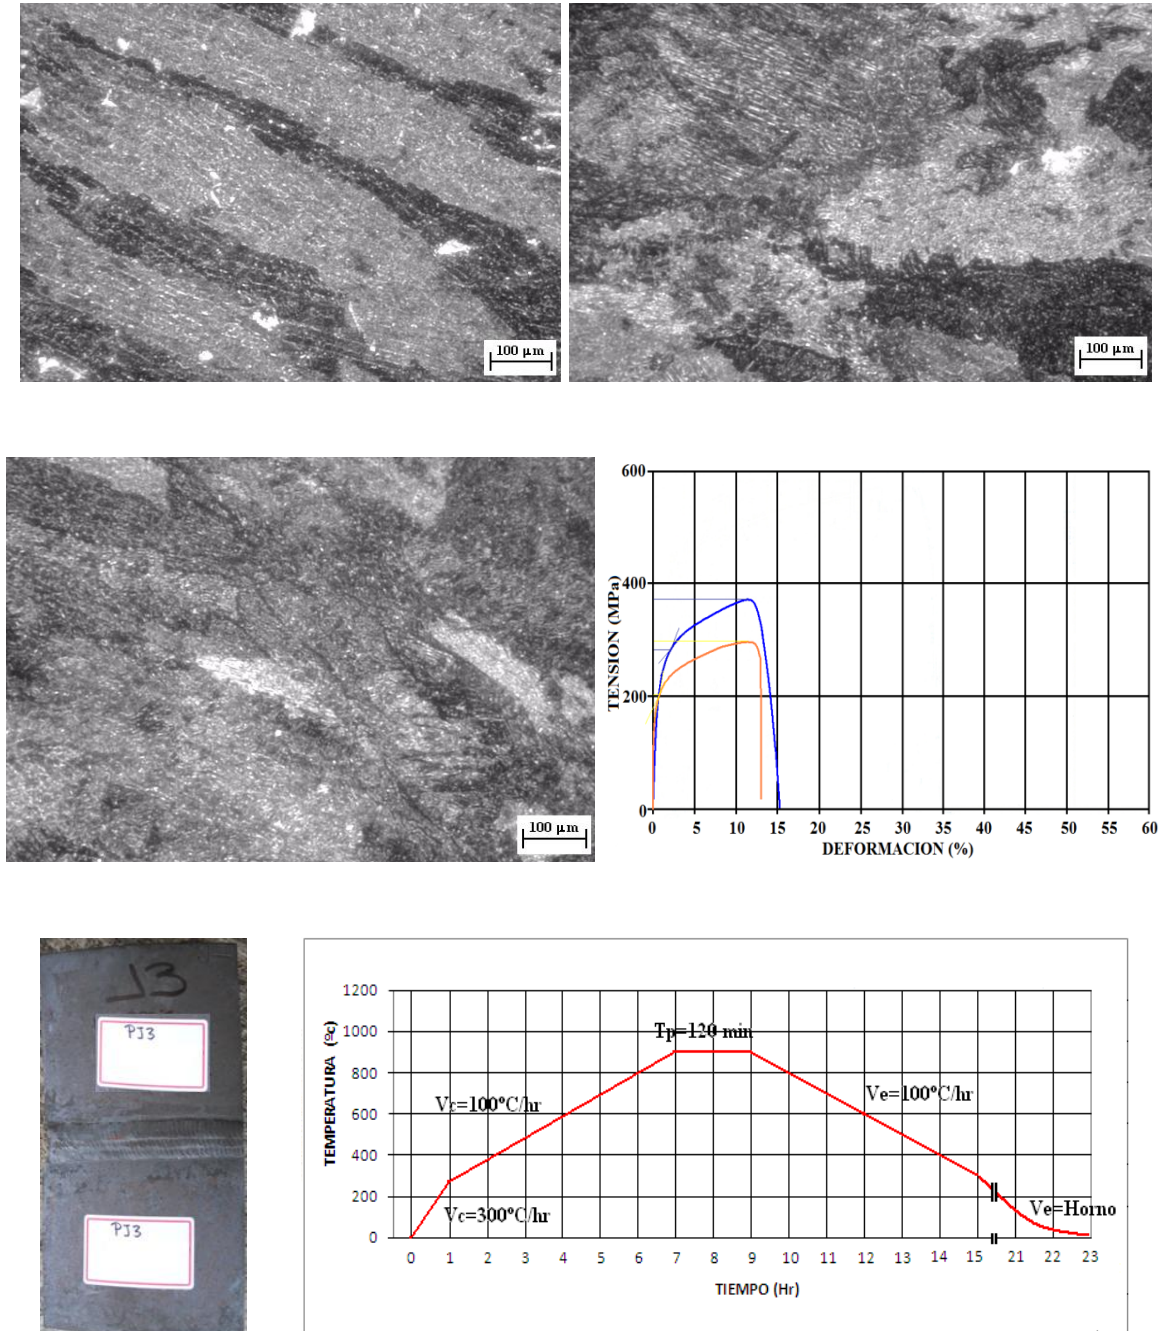 100 µm
100 µm
100 µm
600
400
200
0
TENSION (MPa)
0 5 10 15 20 25 30 35 40 45 50 55 60
DEFORMACION (%)
J3
PJ3
PJ3
1200
1000
800
600
400
200
0
TEMPERATURA (ºc)
Tp=120 min
Vc=100ºC/hr
Ve=100ºC/hr
Vc=300ºC/hr
Ve=Horno
0 1 2 3 4 5 6 7 8 9 10 11 12 13 14 15 21 22 23
TIEMPO (Hr)